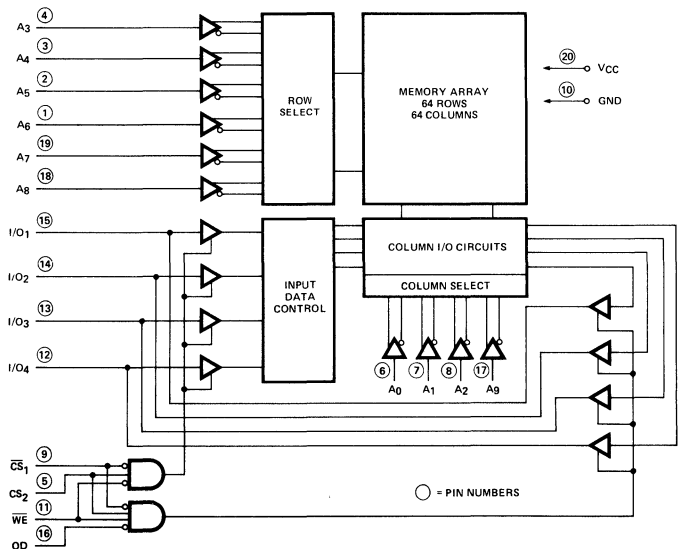 ④
A3
③
A4
②
A5
①
A6
⑲
A7
⑱
A8
ROW
SELECT
MEMORY ARRAY
64 ROWS
64 COLUMNS
⑳
VCC
⑩
GND
⑮
I/O1
⑭
I/O2
⑬
I/O3
⑫
I/O4
INPUT
DATA
CONTROL
COLUMN I/O CIRCUITS
COLUMN SELECT
⑥ ⑦ ⑧ ⑰
A0 A1 A2 A9
⑨
C̅S̅1
⑤
CS2
⑪
W̅E̅
⑯
OD
◯ = PIN NUMBERS